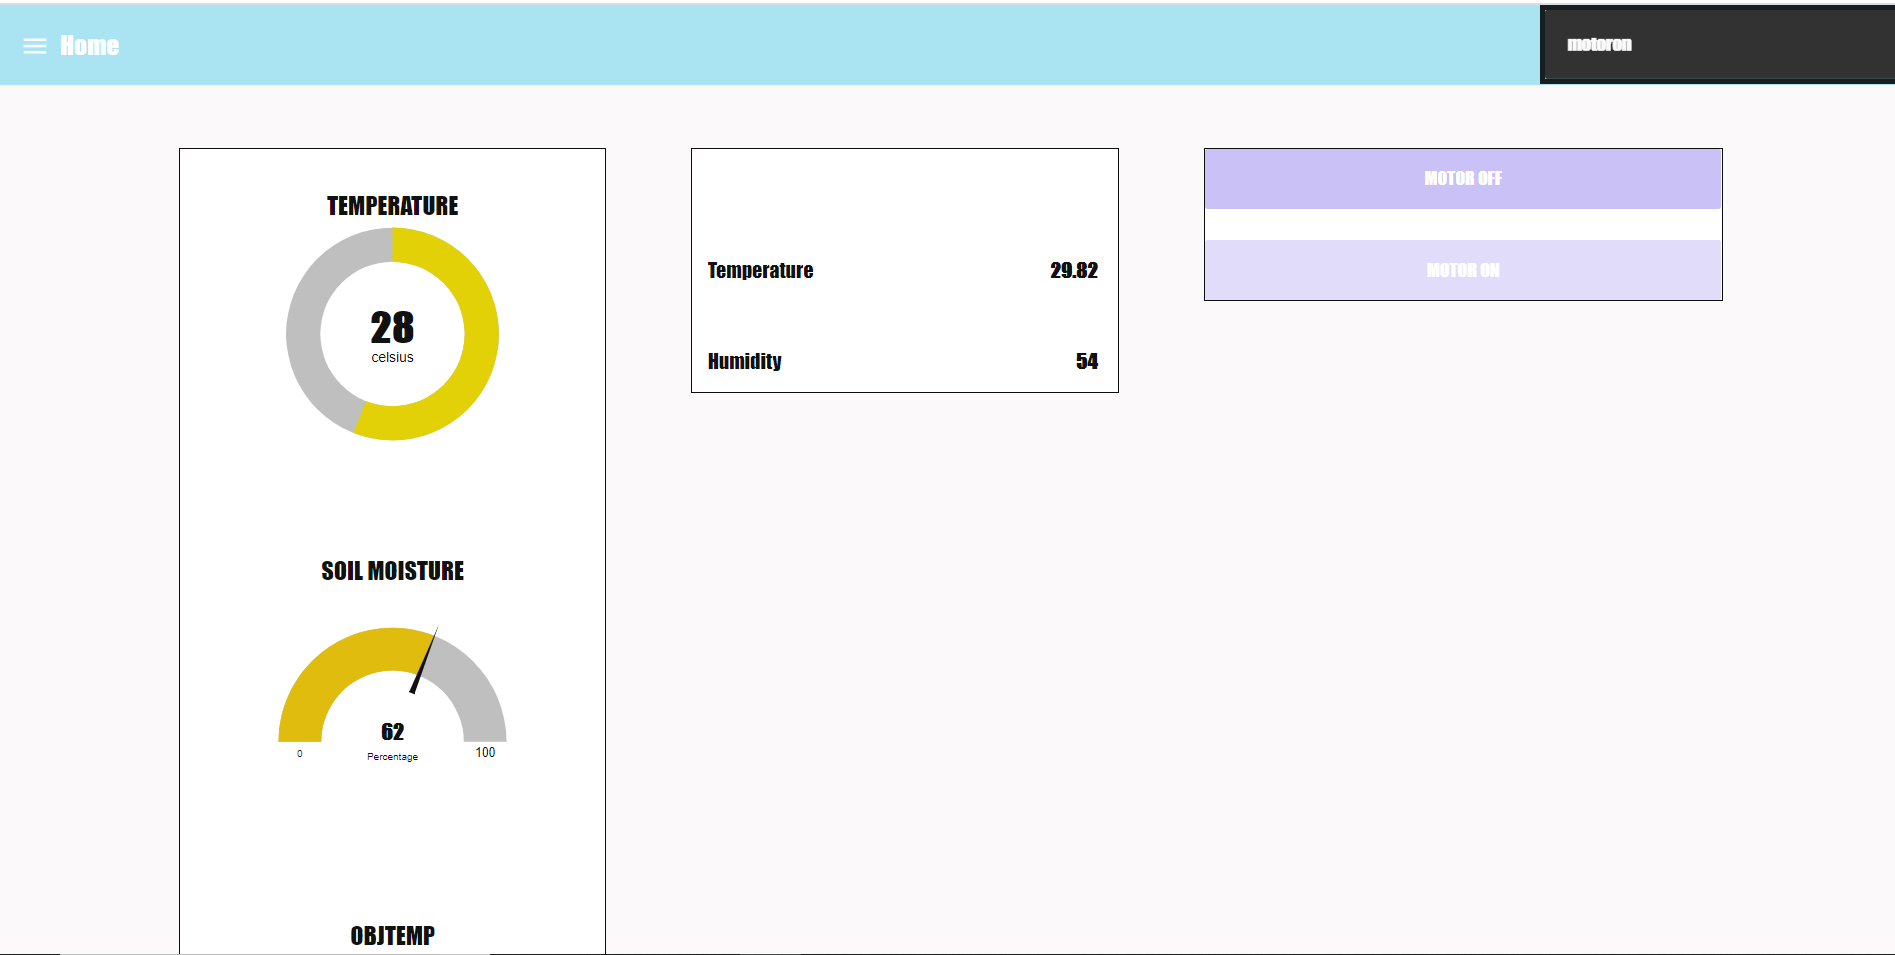 Home
motoron
TEMPERATURE
28
celsius
SOIL MOISTURE
62
0
Percentage
100
OBJTEMP
Temperature 29.82
Humidity 54
MOTOR OFF
MOTOR ON